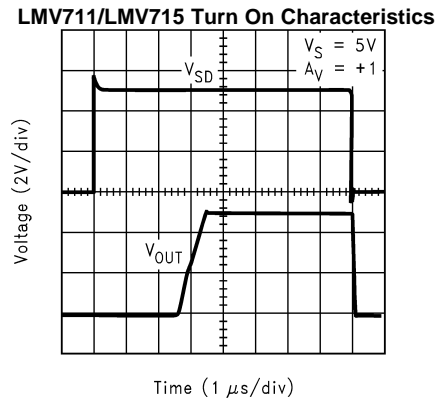 LMV711/LMV715 Turn On Characteristics
V_S = 5V
A_V = +1
V_SD
Voltage (2V/div)
V_OUT
Time (1 μs/div)